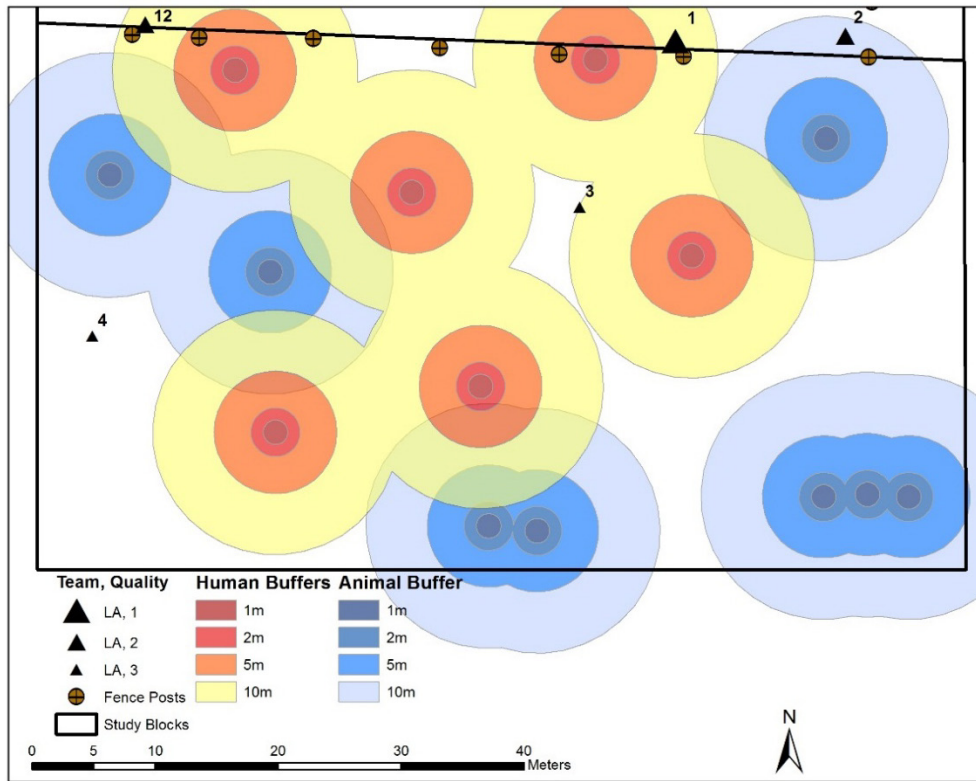 12
1
2
3
4
Team, Quality Human Buffers Animal Buffer
LA, 1 1m 1m
LA, 2 2m 2m
LA, 3 5m 5m
Fence Posts 10m 10m
Study Blocks
N
0 5 10 20 30 40
Meters